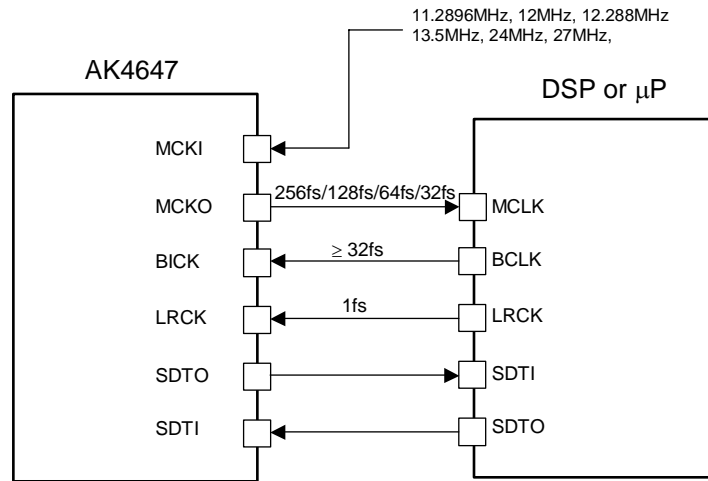 11.2896MHz, 12MHz, 12.288MHz
13.5MHz, 24MHz, 27MHz,
AK4647
DSP or μP
MCKI
MCKO
256fs/128fs/64fs/32fs
MCLK
BICK
≥ 32fs
BCLK
LRCK
1fs
LRCK
SDTO
SDTI
SDTI
SDTO